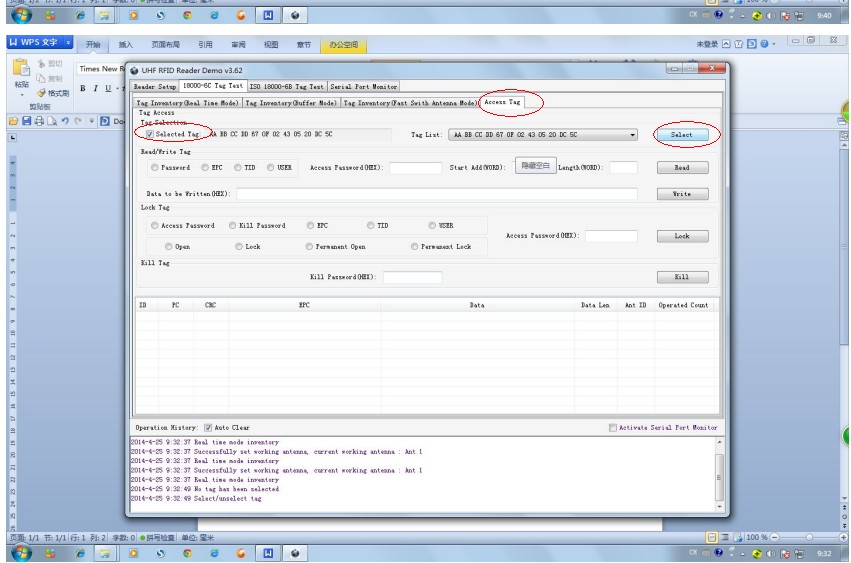 9:40
WPS 文字
开始 插入 页面布局 引用 审阅 视图 章节 办公空间
未登录
剪切
复制
粘贴 格式刷
剪贴板
Times New R
B I U
Do
UHF RFID Reader Demo v3.62
Reader Setup 18000-6C Tag Test ISO 18000-6B Tag Test Serial Port Monitor
Tag Inventory(Real Time Mode) Tag Inventory(Buffer Mode) Tag Inventory(Fast Swith Antenna Mode) Access Tag
Tag Access
Tag Selection
Selected Tag: AA BB CC DD 67 0F 02 43 05 20 DC 5C Tag List: AA BB CC DD 67 0F 02 43 05 20 DC 5C Select
Read/Write Tag
Password EPC TID USER Access Password(HEX): Start Add(WORD): 隐藏空白 Length(WORD): Read
Data to be Written(HEX): Write
Lock Tag
Access Password Kill Password EPC TID USER
Access Password(HEX): Lock
Open Lock Permanent Open Permanent Lock
Kill Tag
Kill Password(HEX): Kill
ID PC CRC EPC Data Data Len Ant ID Operated Count
Operation History: Auto Clear Activate Serial Port Monitor
2014-4-25 9:32:37 Real time mode inventory
2014-4-25 9:32:37 Successfully set working antenna, current working antenna : Ant 1
2014-4-25 9:32:37 Real time mode inventory
2014-4-25 9:32:37 Successfully set working antenna, current working antenna : Ant 1
2014-4-25 9:32:37 Real time mode inventory
2014-4-25 9:32:49 No tag has been selected
2014-4-25 9:32:49 Select/unselect tag
页面: 1/1 节: 1/1 行: 1 列: 2 字数: 0 拼写检查 单位: 毫米 100 %
9:32